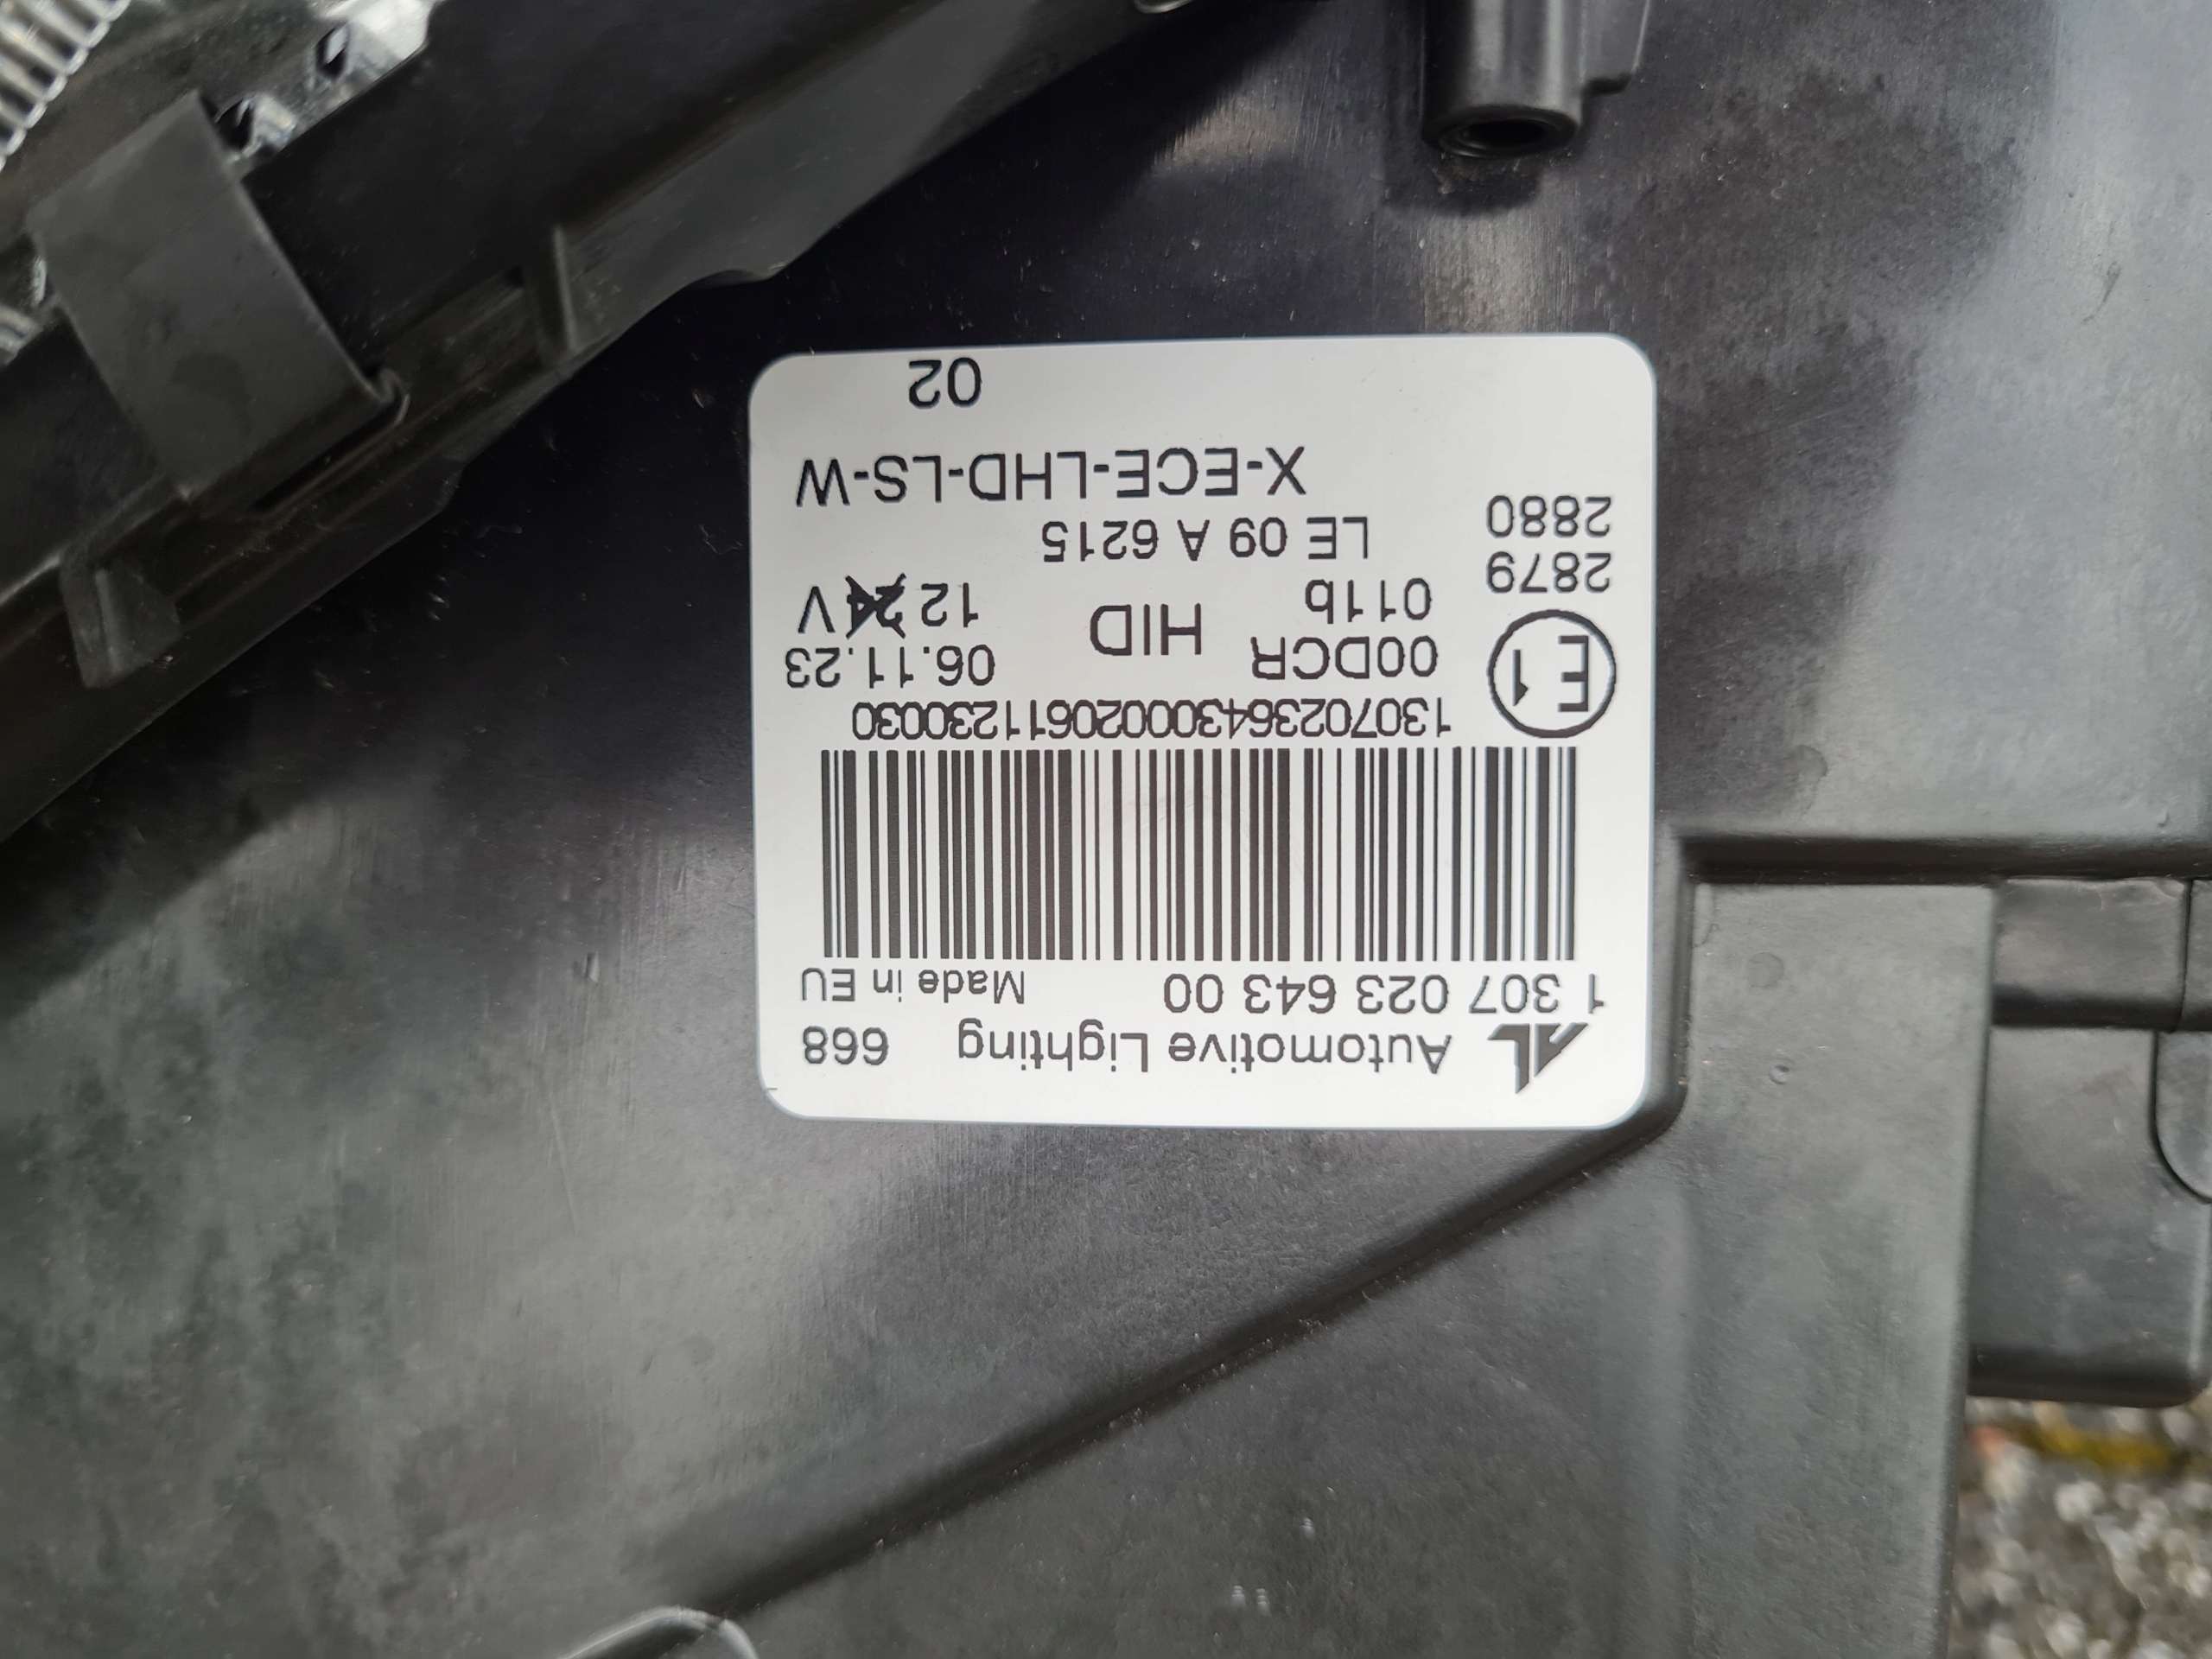 AL Automotive Lighting 668
1 307 023 643 00 Made in EU
130702364300020611230030
E1 00DCR HID 06.11.23
011b 12 24 V
2879
2880
LE 09 A 6215
X-ECE-LHD-LS-W
02